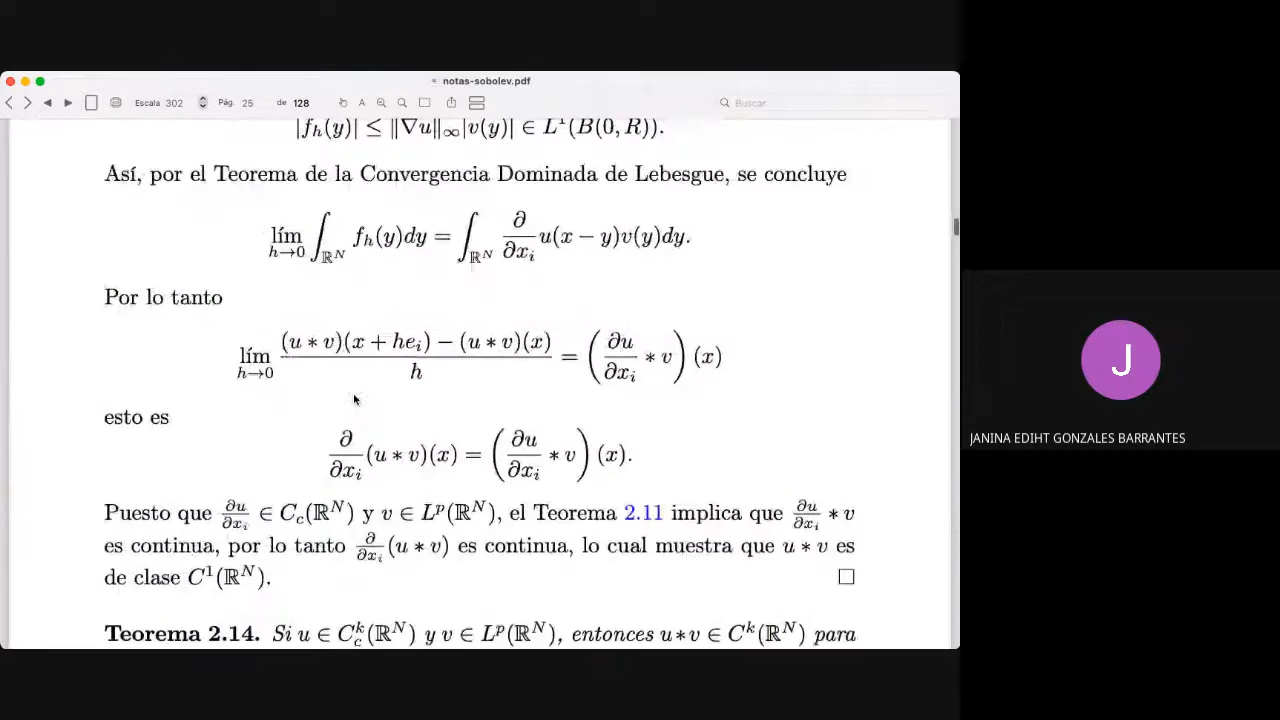 notas-sobolev.pdf
Escala 302 Pág. 25 de 128 Buscar
|f_h(y)| ≤ ‖∇u‖_∞|v(y)| ∈ L^1(B(0, R)).
Así, por el Teorema de la Convergencia Dominada de Lebesgue, se concluye
lím_{h→0} ∫_{ℝ^N} f_h(y)dy = ∫_{ℝ^N} ∂/∂x_i u(x − y)v(y)dy.
Por lo tanto
lím_{h→0} ((u ∗ v)(x + he_i) − (u ∗ v)(x))/h = (∂u/∂x_i ∗ v) (x)
esto es
∂/∂x_i (u ∗ v)(x) = (∂u/∂x_i ∗ v) (x).
Puesto que ∂u/∂x_i ∈ C_c(ℝ^N) y v ∈ L^p(ℝ^N), el Teorema 2.11 implica que ∂u/∂x_i ∗ v
es continua, por lo tanto ∂/∂x_i (u ∗ v) es continua, lo cual muestra que u ∗ v es
de clase C^1(ℝ^N). □
Teorema 2.14. Si u ∈ C_c^k(ℝ^N) y v ∈ L^p(ℝ^N), entonces u∗v ∈ C^k(ℝ^N) para
J
JANINA EDIHT GONZALES BARRANTES